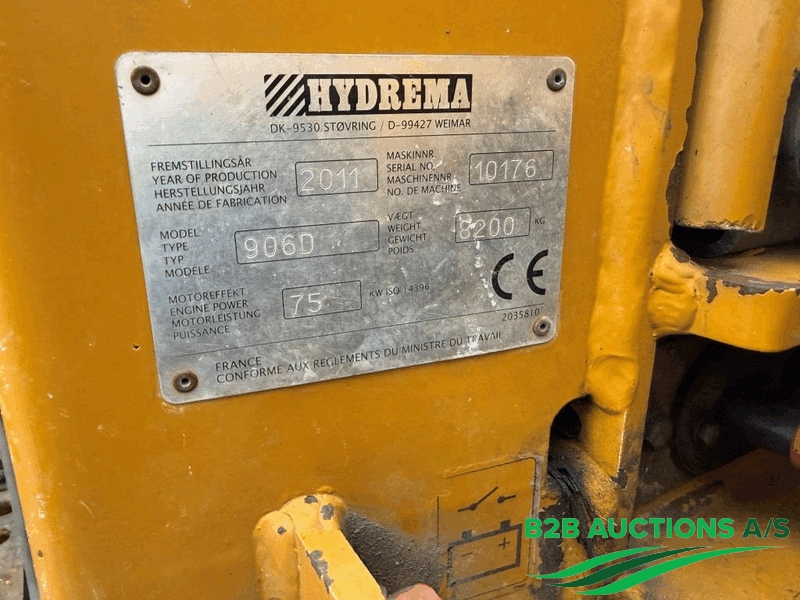 HYDREMA
DK-9530 STØVRING / D-99427 WEIMAR
FREMSTILLINGSÅR
YEAR OF PRODUCTION
HERSTELLUNGSJAHR
ANNÉE DE FABRICATION
2011
MASKINNR.
SERIAL NO.
MASCHINENNR.
NO. DE MACHINE
10176
MODEL
TYPE
TYP
MODELE
906D
VÆGT
WEIGHT
GEWICHT
POIDS
8200 KG
MOTOREFFEKT
ENGINE POWER
MOTORLEISTUNG
PUISSANCE
75 KW ISO 14396
CE
2035810
FRANCE
CONFORME AUX REGLEMENTS DU MINISTRE DU TRAVAIL
- +
B2B AUCTIONS A/S